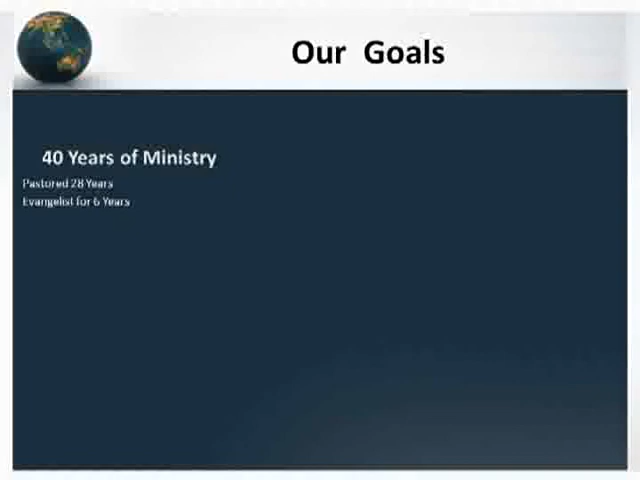 Our Goals
40 Years of Ministry
Pastored 28 Years
Evangelist for 6 Years